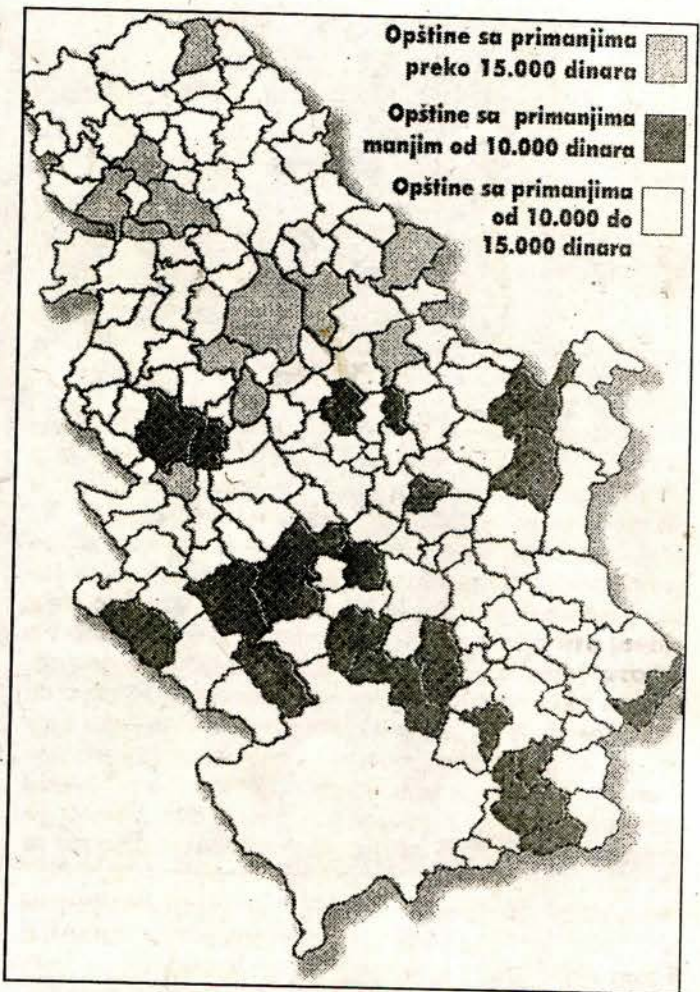 Opštine sa primanjima
preko 15.000 dinara
Opštine sa primanjima
manjim od 10.000 dinara
Opštine sa primanjima
od 10.000 do
15.000 dinara